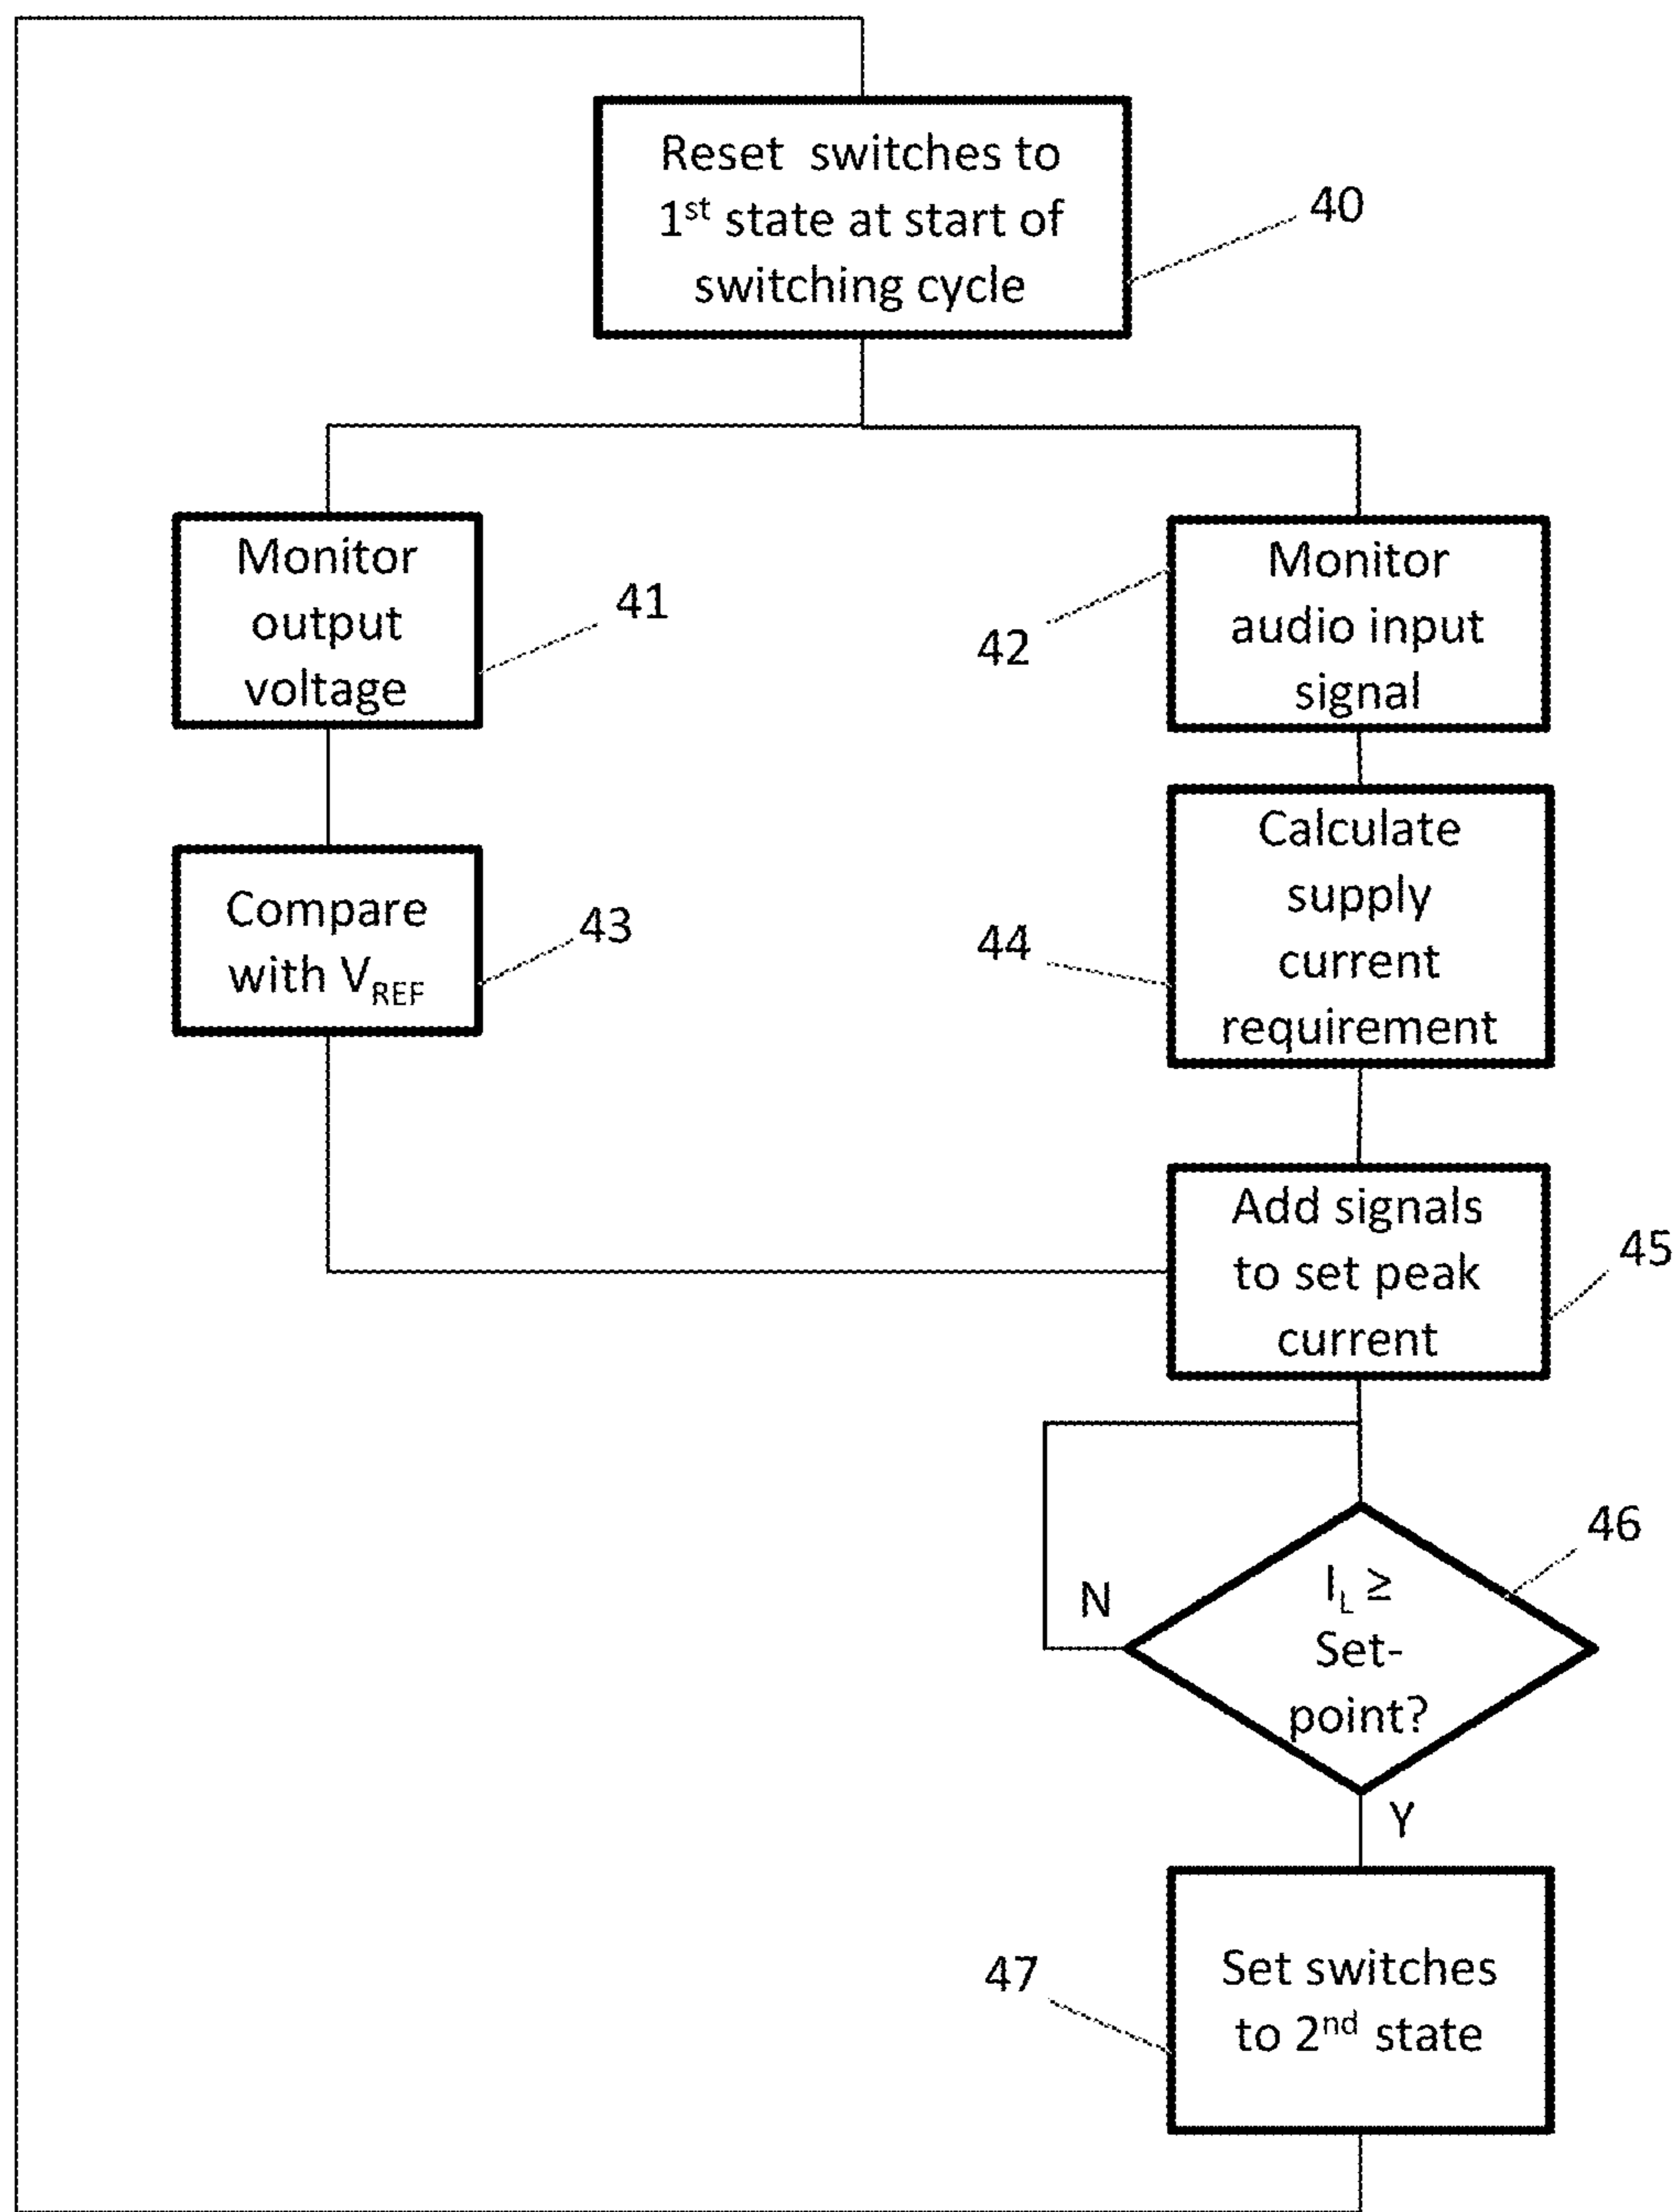 Reset switches to
1st state at start of
switching cycle
40
Monitor
output
voltage
41
42
Monitor
audio input
signal
Compare
with VREF
43
44
Calculate
supply
current
requirement
Add signals
to set peak
current
45
46
IL ≥
Set-
point?
N
Y
47
Set switches
to 2nd state